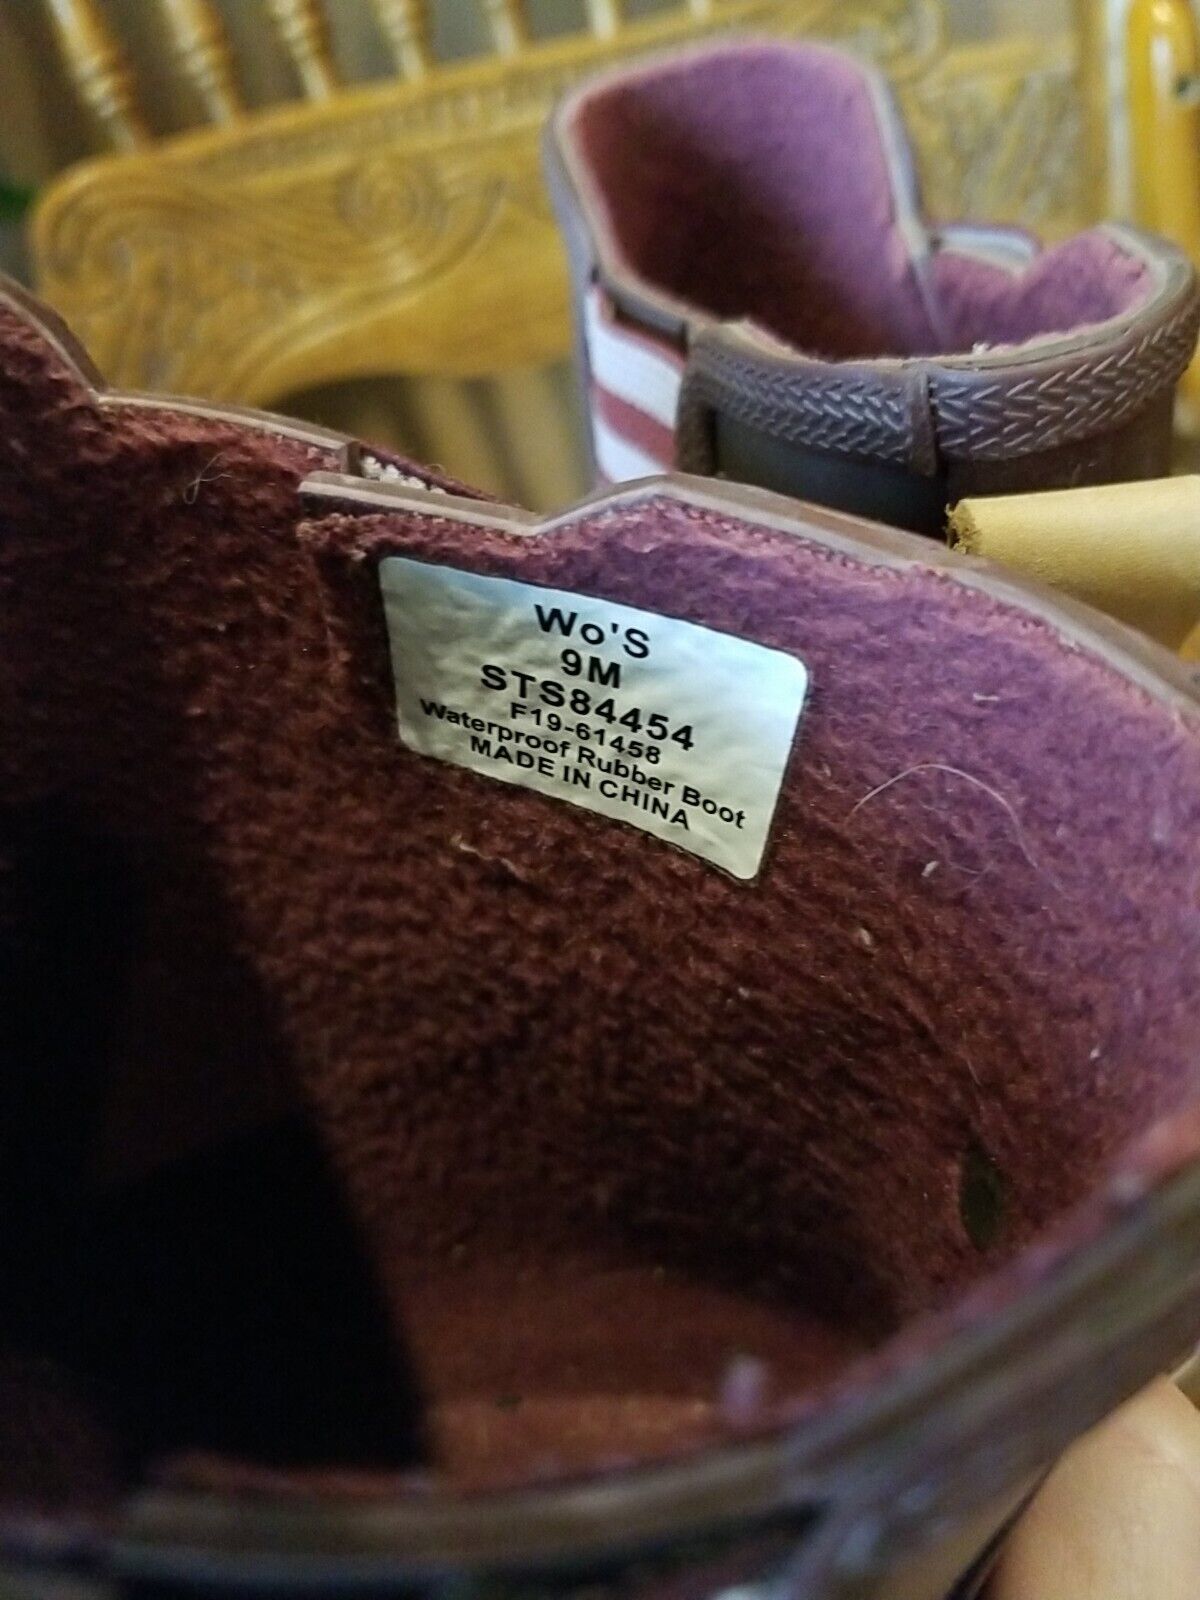 Wo'S
9M
STS84454
F19-61458
Waterproof Rubber Boot
MADE IN CHINA